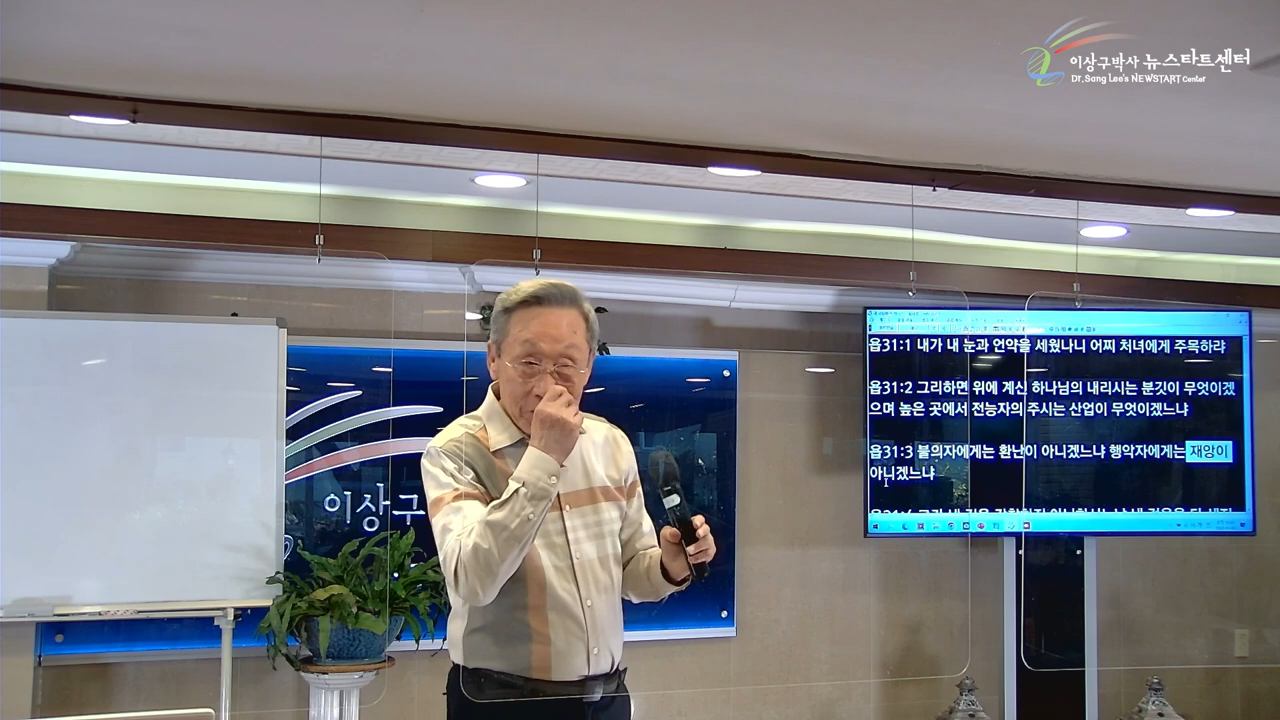 이상구박사 뉴스타트센터
Dr. Sang Lee's NEWSTART Center
이상구
욥31:1 내가 내 눈과 언약을 세웠나니 어찌 처녀에게 주목하랴
욥31:2 그리하면 위에 계신 하나님의 내리시는 분깃이 무엇이겠
으며 높은 곳에서 전능자의 주시는 산업이 무엇이겠느냐
욥31:3 불의자에게는 환난이 아니겠느냐 행악자에게는 재앙이
아니겠느냐